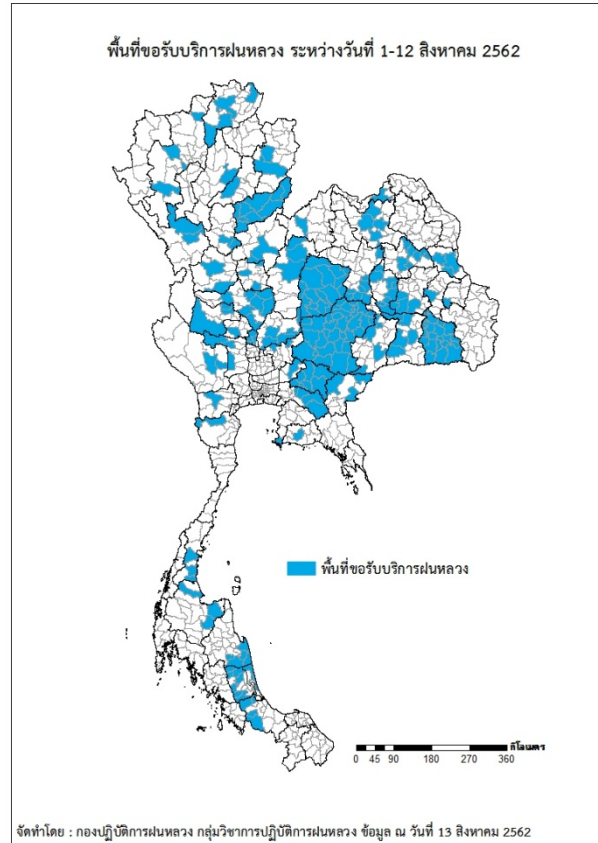 พื้นที่ขอรับบริการฝนหลวง ระหว่างวันที่ 1-12 สิงหาคม 2562
พื้นที่ขอรับบริการฝนหลวง
กิโลเมตร
0 45 90 180 270 360
จัดทำโดย : กองปฏิบัติการฝนหลวง กลุ่มวิชาการปฏิบัติการฝนหลวง ข้อมูล ณ วันที่ 13 สิงหาคม 2562